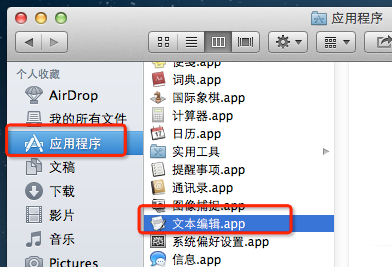 应用程序
个人收藏
AirDrop
我的所有文件
应用程序
文稿
下载
影片
音乐
Pictures
便笺.app
词典.app
国际象棋.app
计算器.app
日历.app
实用工具
提醒事项.app
通讯录.app
图像捕捉.app
文本编辑.app
系统偏好设置.app
信息.app